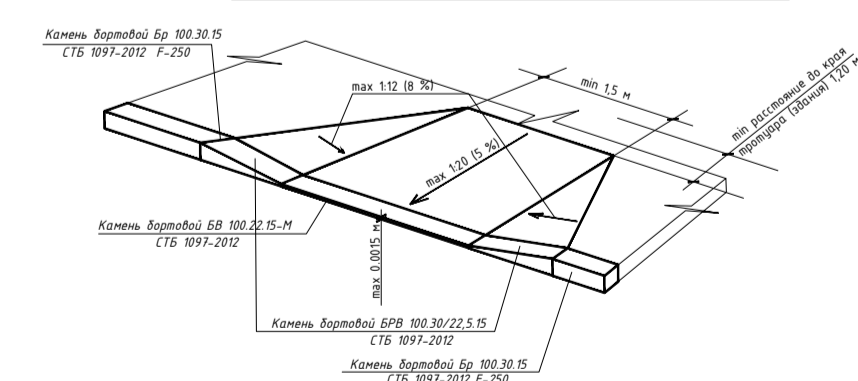 Камень бортовой Бр 100.30.15
СТБ 1097-2012 F-250
max 1:12 (8 %)
min 1,5 м
min расстояние до края
тротуара (здания) 1,20 м
max 1:20 (5 %)
Камень бортовой БВ 100.22.15-М
СТБ 1097-2012
max 0.0015 м
Камень бортовой БРВ 100.30/22,5.15
СТБ 1097-2012
Камень бортовой Бр 100.30.15
СТБ 1097-2012 F-250